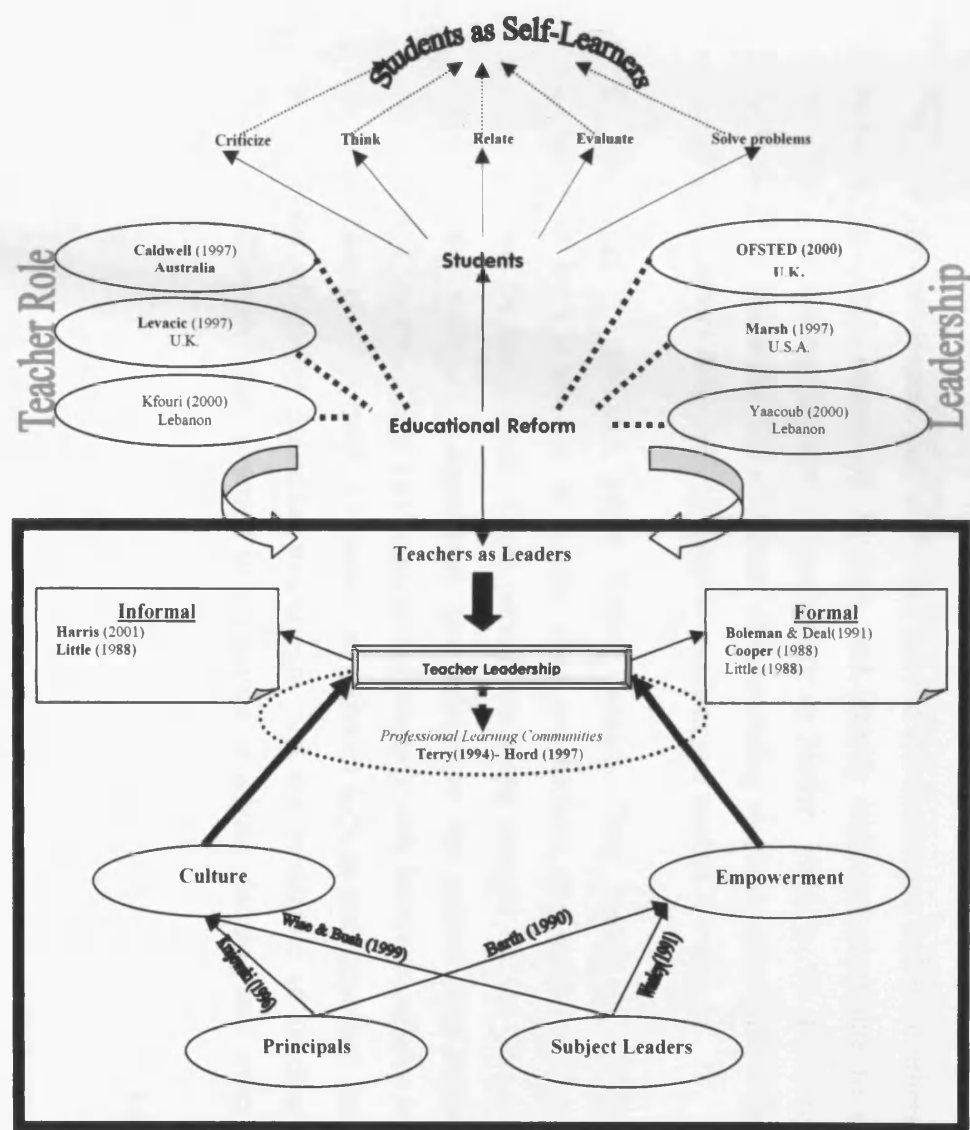 Students as Self-Learners
Criticize
Think
Relate
Evaluate
Solve problems
Teacher Role
Caldwell (1997)
Australia
Levacic (1997)
U.K.
Kfouri (2000)
Lebanon
Students
Educational Reform
OFSTED (2000)
U.K.
Marsh (1997)
U.S.A.
Yaacoub (2000)
Lebanon
Leadership
Teachers as Leaders
Informal
Harris (2001)
Little (1988)
Formal
Boleman & Deal(1991)
Cooper (1988)
Little (1988)
Teacher Leadership
Professional Learning Communities
Terry(1994)- Hord (1997)
Culture
Empowerment
Wise & Bush (1999)
Barth (1990)
Principals
Subject Leaders